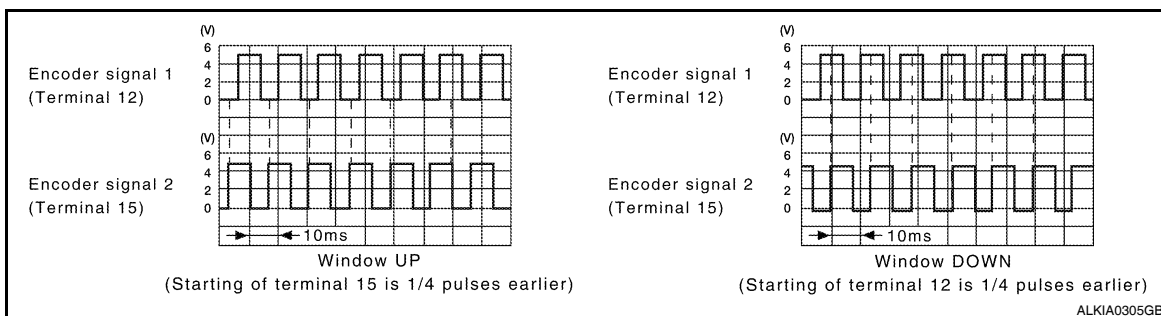 (V)
6
4
2
0
Encoder signal 1
(Terminal 12)
(V)
6
4
2
0
Encoder signal 2
(Terminal 15)
10ms
Window UP
(Starting of terminal 15 is 1/4 pulses earlier)
(V)
6
4
2
0
Encoder signal 1
(Terminal 12)
(V)
6
4
2
0
Encoder signal 2
(Terminal 15)
10ms
Window DOWN
(Starting of terminal 12 is 1/4 pulses earlier)
ALKIA0305GB